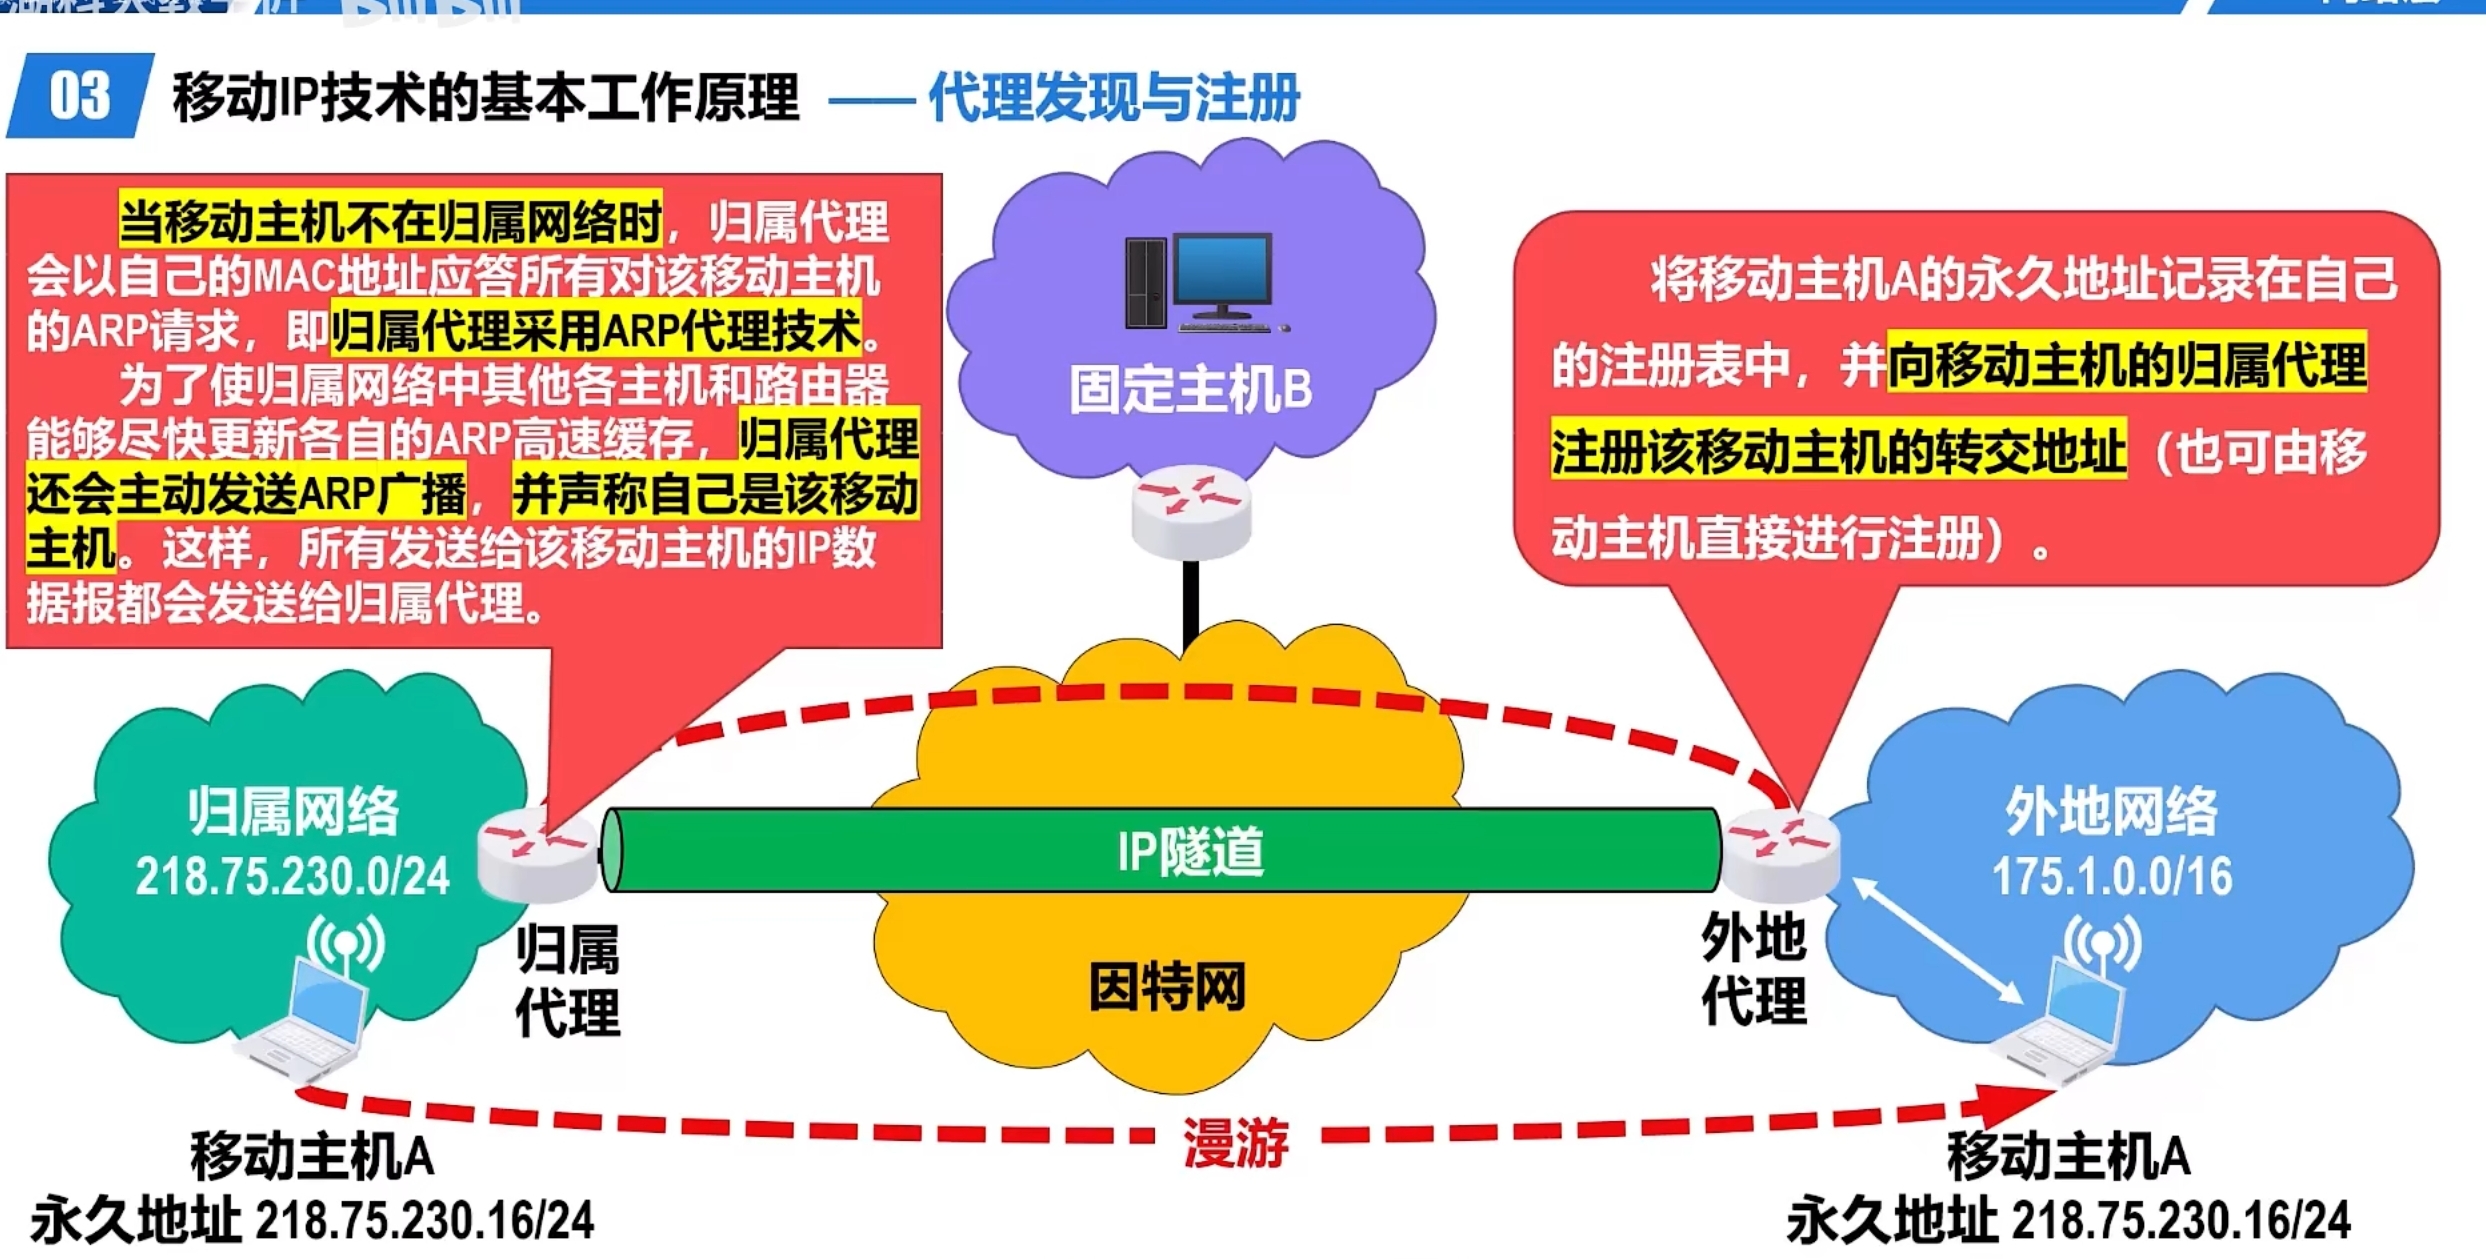 03 移动IP技术的基本工作原理 —— 代理发现与注册
当移动主机不在归属网络时，归属代理
会以自己的MAC地址应答所有对该移动主机
的ARP请求，即归属代理采用ARP代理技术。
为了使归属网络中其他各主机和路由器
能够尽快更新各自的ARP高速缓存，归属代理
还会主动发送ARP广播，并声称自己是该移动
主机。这样，所有发送给该移动主机的IP数
据报都会发送给归属代理。
固定主机B
将移动主机A的永久地址记录在自己
的注册表中，并向移动主机的归属代理
注册该移动主机的转交地址（也可由移
动主机直接进行注册）。
归属网络
218.75.230.0/24
归属
代理
IP隧道
因特网
外地
代理
外地网络
175.1.0.0/16
漫游
移动主机A
永久地址 218.75.230.16/24
移动主机A
永久地址 218.75.230.16/24